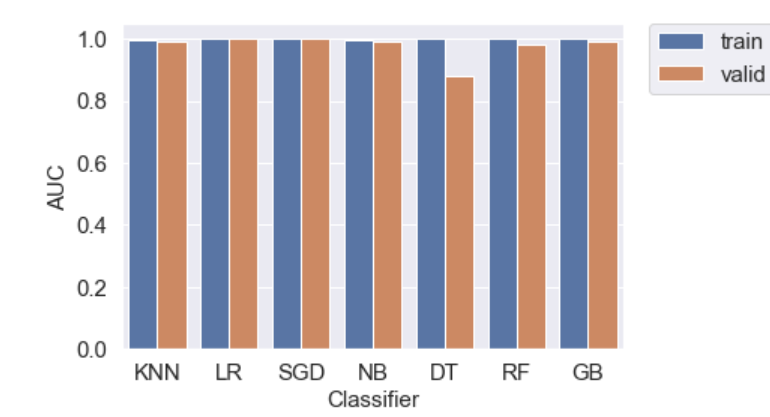 train
valid
1.0
0.8
0.6
0.4
0.2
0.0
AUC
KNN LR SGD NB DT RF GB
Classifier